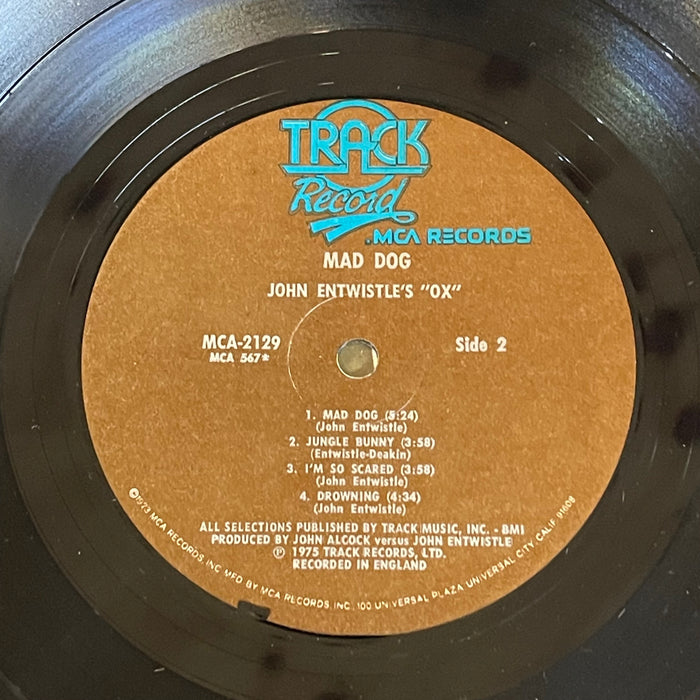 TRACK
Record
.MCA RECORDS
MAD DOG
JOHN ENTWISTLE'S "OX"
MCA-2129
MCA 567*
Side 2
1. MAD DOG (5:24)
(John Entwistle)
2. JUNGLE BUNNY (3:58)
(Entwistle-Deakin)
3. I'M SO SCARED (3:58)
(John Entwistle)
4. DROWNING (4:34)
(John Entwistle)
ALL SELECTIONS PUBLISHED BY TRACK MUSIC, INC. - BMI
PRODUCED BY JOHN ALCOCK versus JOHN ENTWISTLE
℗ 1975 TRACK RECORDS, LTD.
RECORDED IN ENGLAND
©1973 MCA RECORDS INC MFD BY MCA RECORDS, INC. 100 UNIVERSAL PLAZA UNIVERSAL CITY, CALIF. 91608